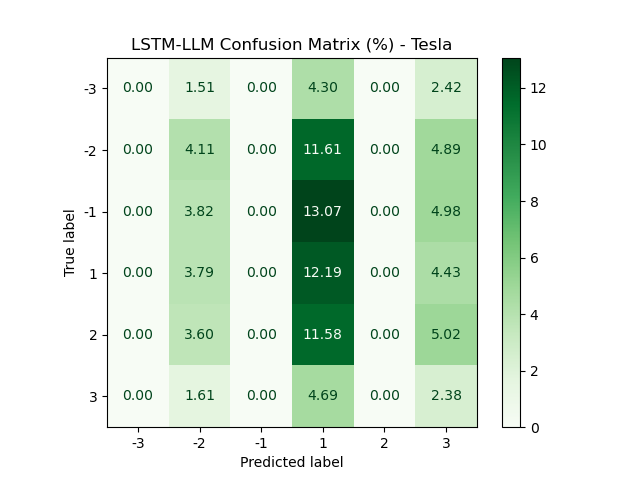 LSTM-LLM Confusion Matrix (%) - Tesla
-3 0.00 1.51 0.00 4.30 0.00 2.42
-2 0.00 4.11 0.00 11.61 0.00 4.89
-1 0.00 3.82 0.00 13.07 0.00 4.98
1 0.00 3.79 0.00 12.19 0.00 4.43
2 0.00 3.60 0.00 11.58 0.00 5.02
3 0.00 1.61 0.00 4.69 0.00 2.38
-3 -2 -1 1 2 3
Predicted label
True label
12
10
8
6
4
2
0